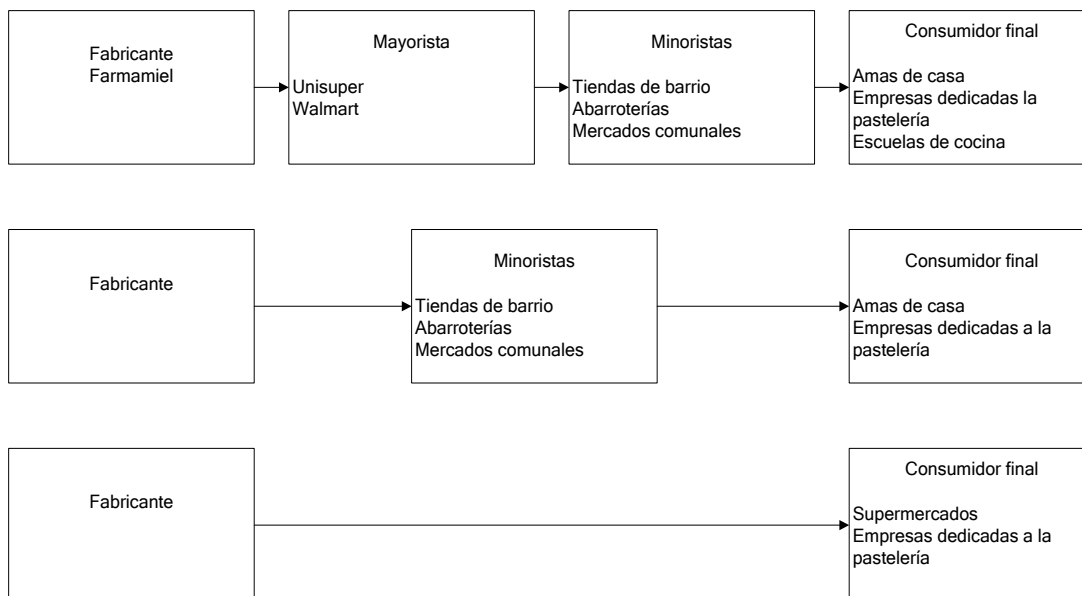 Fabricante
Farmamiel
Mayorista
Unisuper
Walmart
Minoristas
Tiendas de barrio
Abarroterías
Mercados comunales
Consumidor final
Amas de casa
Empresas dedicadas la
pastelería
Escuelas de cocina
Fabricante
Minoristas
Tiendas de barrio
Abarroterías
Mercados comunales
Consumidor final
Amas de casa
Empresas dedicadas a la
pastelería
Fabricante
Consumidor final
Supermercados
Empresas dedicadas a la
pastelería